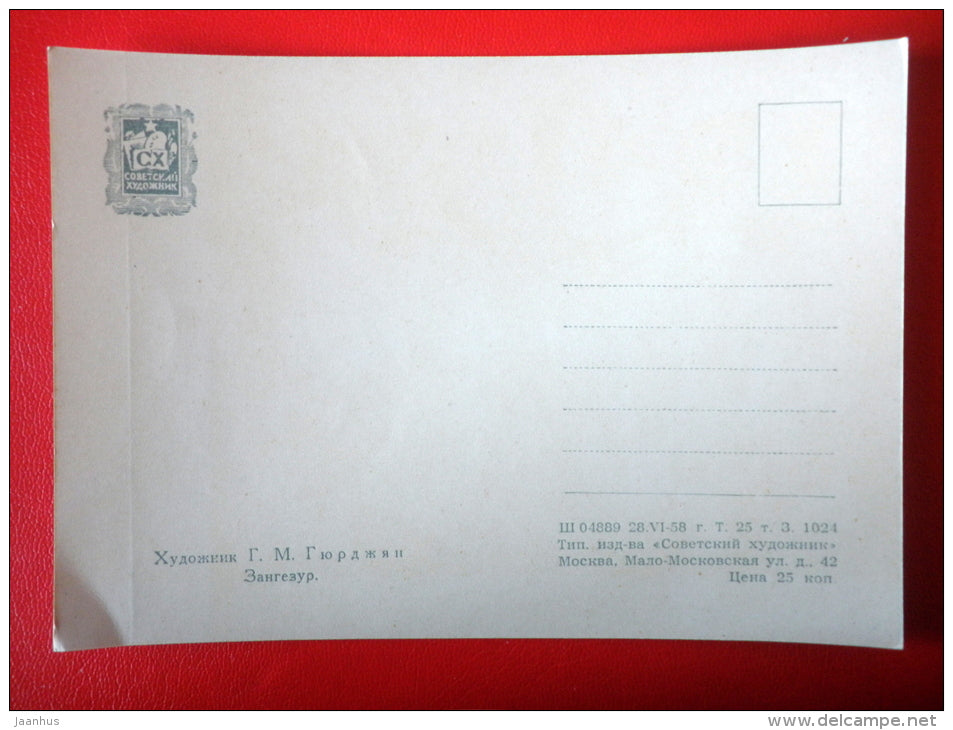 СХ
СОВЕТСКИЙ
ХУДОЖНИК
Художник Г. М. Гюрджян
Зангезур.
Ш 04889 28.VI-58 г. Т. 25 т. З. 1024
Тип. изд-ва «Советский художник»
Москва, Мало-Московская ул. д., 42
Цена 25 коп
jaanhus
www.delcampe.net